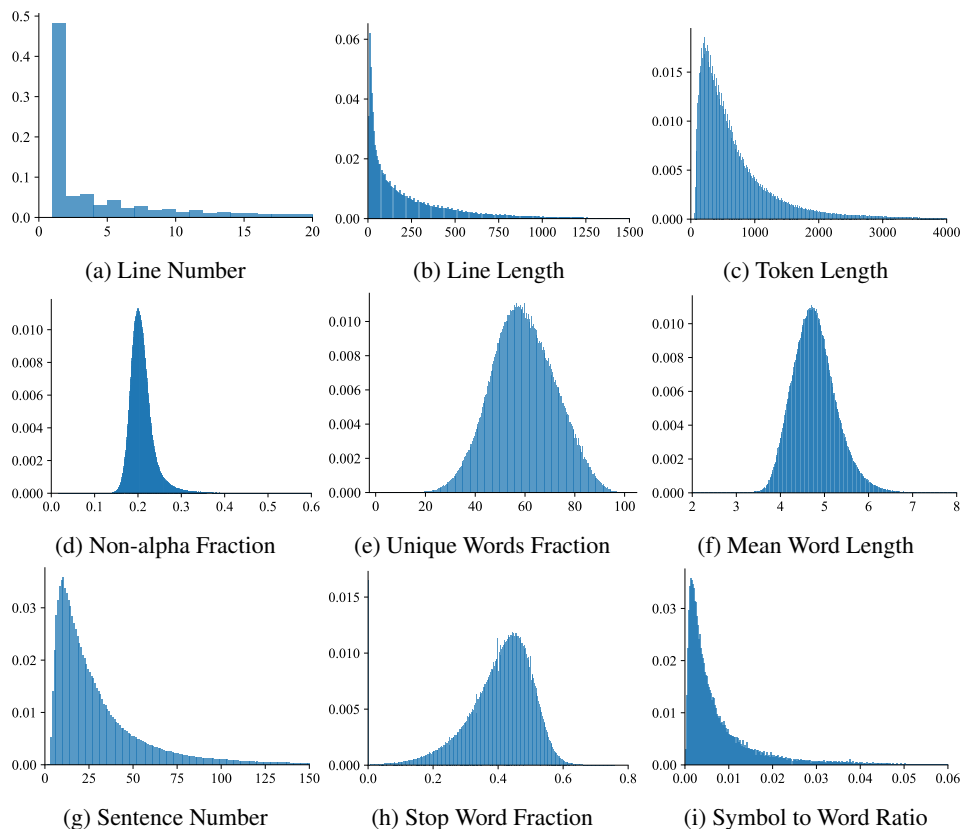 0.5
0.4
0.3
0.2
0.1
0.0
0 5 10 15 20
(a) Line Number
0.06
0.04
0.02
0.00
0 250 500 750 1000 1250 1500
(b) Line Length
0.015
0.010
0.005
0.000
0 1000 2000 3000 4000
(c) Token Length
0.010
0.008
0.006
0.004
0.002
0.000
0.0 0.1 0.2 0.3 0.4 0.5 0.6
(d) Non-alpha Fraction
0.010
0.008
0.006
0.004
0.002
0.000
0 20 40 60 80 100
(e) Unique Words Fraction
0.010
0.008
0.006
0.004
0.002
0.000
2 3 4 5 6 7 8
(f) Mean Word Length
0.03
0.02
0.01
0.00
0 25 50 75 100 125 150
(g) Sentence Number
0.015
0.010
0.005
0.000
0.0 0.2 0.4 0.6 0.8
(h) Stop Word Fraction
0.03
0.02
0.01
0.00
0.00 0.01 0.02 0.03 0.04 0.05 0.06
(i) Symbol to Word Ratio